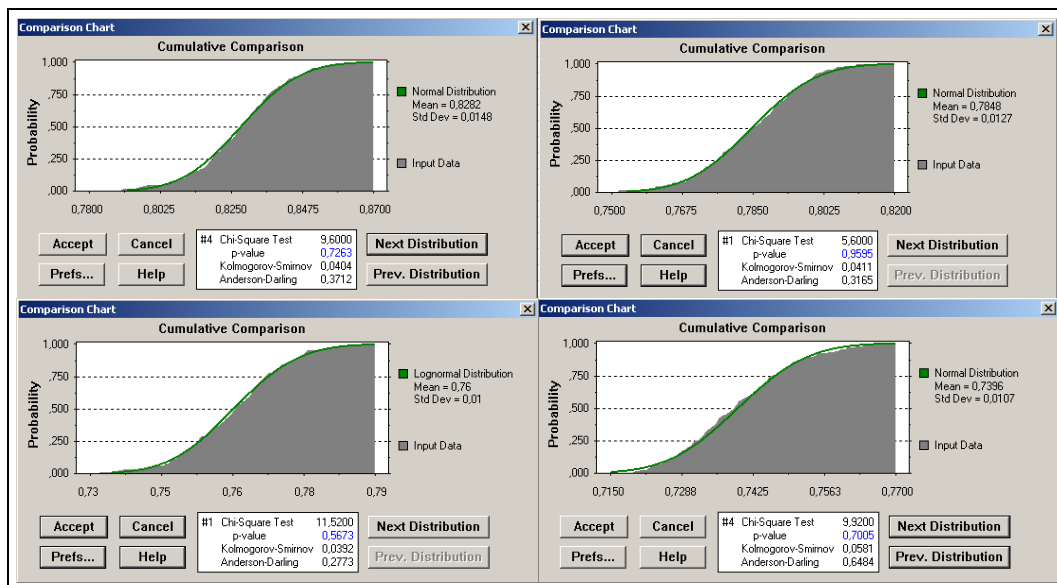 Comparison Chart
Cumulative Comparison
Probability
1,000
,750
,500
,250
,000
0,7800 0,8025 0,8250 0,8475 0,8700
Normal Distribution
Mean = 0,8282
Std Dev = 0,0148
Input Data
Accept
Cancel
Prefs...
Help
#4 Chi-Square Test 9,6000
p-value 0,7263
Kolmogorov-Smirnov 0,0404
Anderson-Darling 0,3712
Next Distribution
Prev. Distribution
Comparison Chart
Cumulative Comparison
Probability
1,000
,750
,500
,250
,000
0,7500 0,7675 0,7850 0,8025 0,8200
Normal Distribution
Mean = 0,7848
Std Dev = 0,0127
Input Data
Accept
Cancel
Prefs...
Help
#1 Chi-Square Test 5,6000
p-value 0,9595
Kolmogorov-Smirnov 0,0411
Anderson-Darling 0,3165
Next Distribution
Prev. Distribution
Comparison Chart
Cumulative Comparison
Probability
1,000
,750
,500
,250
,000
0,73 0,75 0,76 0,78 0,79
Lognormal Distribution
Mean = 0,76
Std Dev = 0,01
Input Data
Accept
Cancel
Prefs...
Help
#1 Chi-Square Test 11,5200
p-value 0,5673
Kolmogorov-Smirnov 0,0392
Anderson-Darling 0,2773
Next Distribution
Prev. Distribution
Comparison Chart
Cumulative Comparison
Probability
1,000
,750
,500
,250
,000
0,7150 0,7288 0,7425 0,7563 0,7700
Normal Distribution
Mean = 0,7396
Std Dev = 0,0107
Input Data
Accept
Cancel
Prefs...
Help
#4 Chi-Square Test 9,9200
p-value 0,7005
Kolmogorov-Smirnov 0,0581
Anderson-Darling 0,6484
Next Distribution
Prev. Distribution